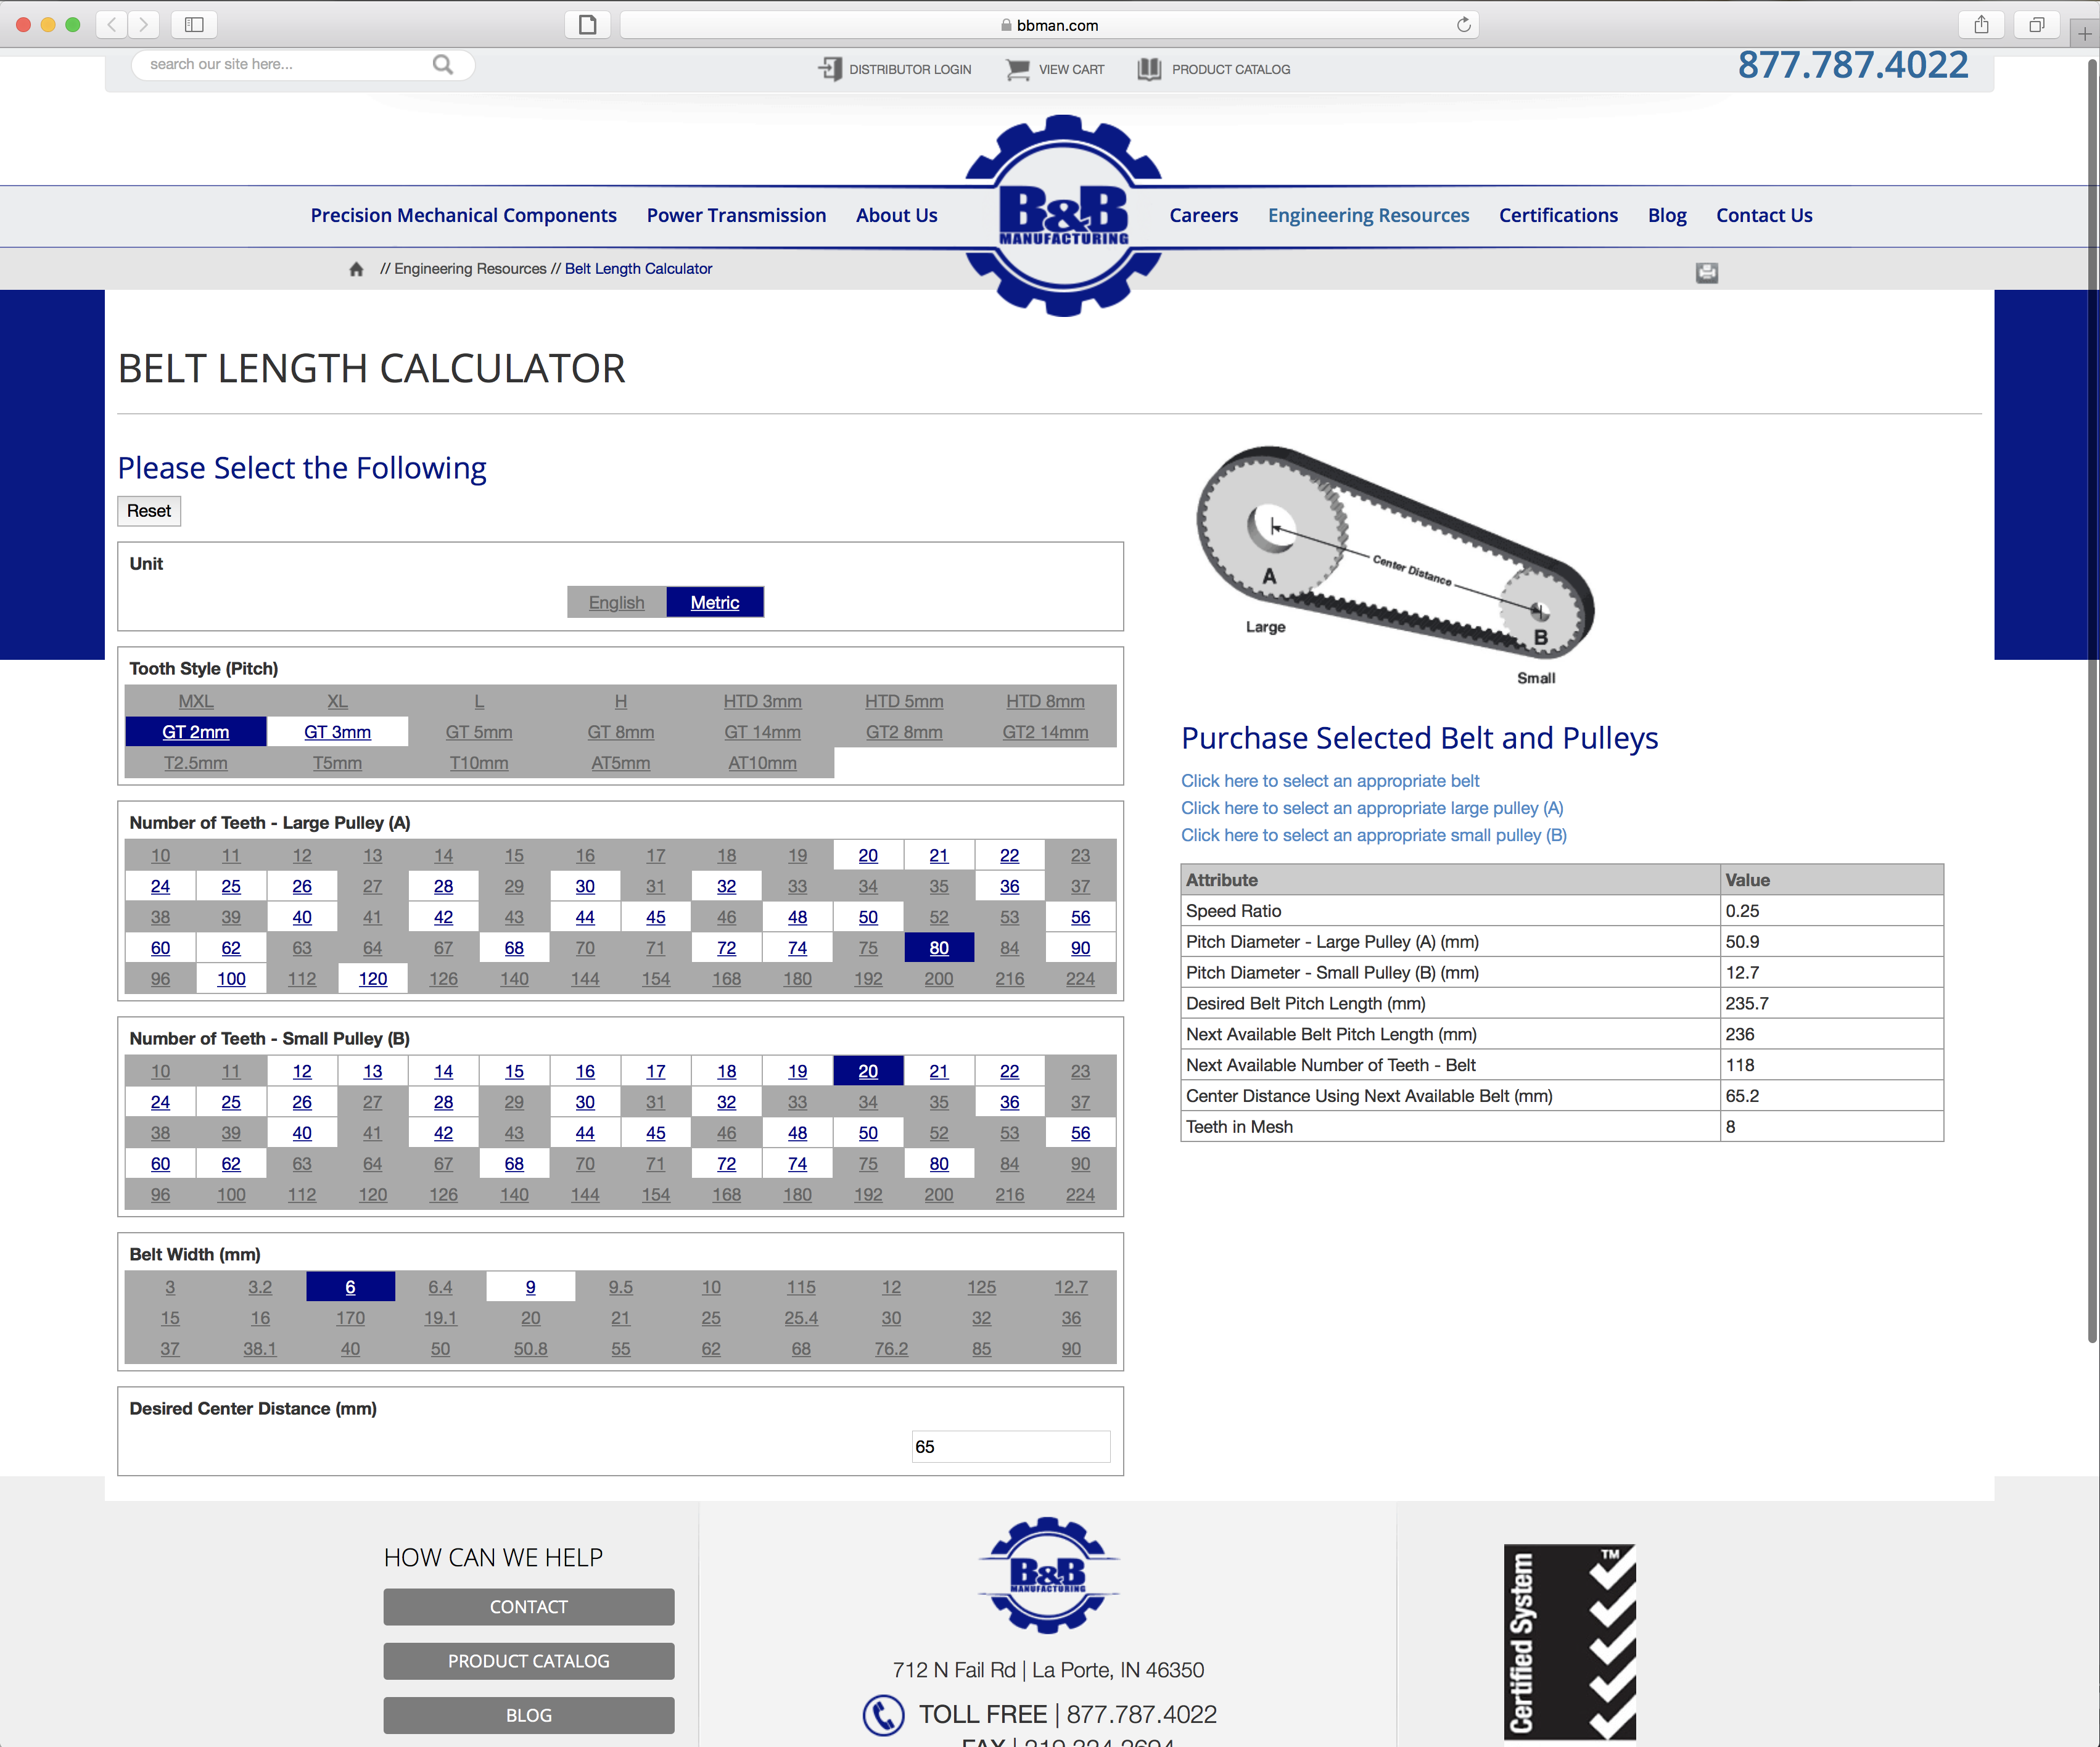 bbman.com
search our site here...
DISTRIBUTOR LOGIN VIEW CART PRODUCT CATALOG
877.787.4022
Precision Mechanical Components Power Transmission About Us B&B MANUFACTURING Careers Engineering Resources Certifications Blog Contact Us
// Engineering Resources // Belt Length Calculator
BELT LENGTH CALCULATOR
Please Select the Following
Reset
Unit
English Metric
Tooth Style (Pitch)
MXL XL L H HTD 3mm HTD 5mm HTD 8mm
GT 2mm GT 3mm GT 5mm GT 8mm GT 14mm GT2 8mm GT2 14mm
T2.5mm T5mm T10mm AT5mm AT10mm
Number of Teeth - Large Pulley (A)
10 11 12 13 14 15 16 17 18 19 20 21 22 23
24 25 26 27 28 29 30 31 32 33 34 35 36 37
38 39 40 41 42 43 44 45 46 48 50 52 53 56
60 62 63 64 67 68 70 71 72 74 75 80 84 90
96 100 112 120 126 140 144 154 168 180 192 200 216 224
Number of Teeth - Small Pulley (B)
10 11 12 13 14 15 16 17 18 19 20 21 22 23
24 25 26 27 28 29 30 31 32 33 34 35 36 37
38 39 40 41 42 43 44 45 46 48 50 52 53 56
60 62 63 64 67 68 70 71 72 74 75 80 84 90
96 100 112 120 126 140 144 154 168 180 192 200 216 224
Belt Width (mm)
3 3.2 6 6.4 9 9.5 10 115 12 125 12.7
15 16 170 19.1 20 21 25 25.4 30 32 36
37 38.1 40 50 50.8 55 62 68 76.2 85 90
Desired Center Distance (mm)
65
Center Distance
A
Large
B
Small
Purchase Selected Belt and Pulleys
Click here to select an appropriate belt
Click here to select an appropriate large pulley (A)
Click here to select an appropriate small pulley (B)
Attribute Value
Speed Ratio 0.25
Pitch Diameter - Large Pulley (A) (mm) 50.9
Pitch Diameter - Small Pulley (B) (mm) 12.7
Desired Belt Pitch Length (mm) 235.7
Next Available Belt Pitch Length (mm) 236
Next Available Number of Teeth - Belt 118
Center Distance Using Next Available Belt (mm) 65.2
Teeth in Mesh 8
HOW CAN WE HELP
CONTACT
PRODUCT CATALOG
BLOG
B&B
MANUFACTURING
712 N Fail Rd | La Porte, IN 46350
TOLL FREE | 877.787.4022
Certified System
TM